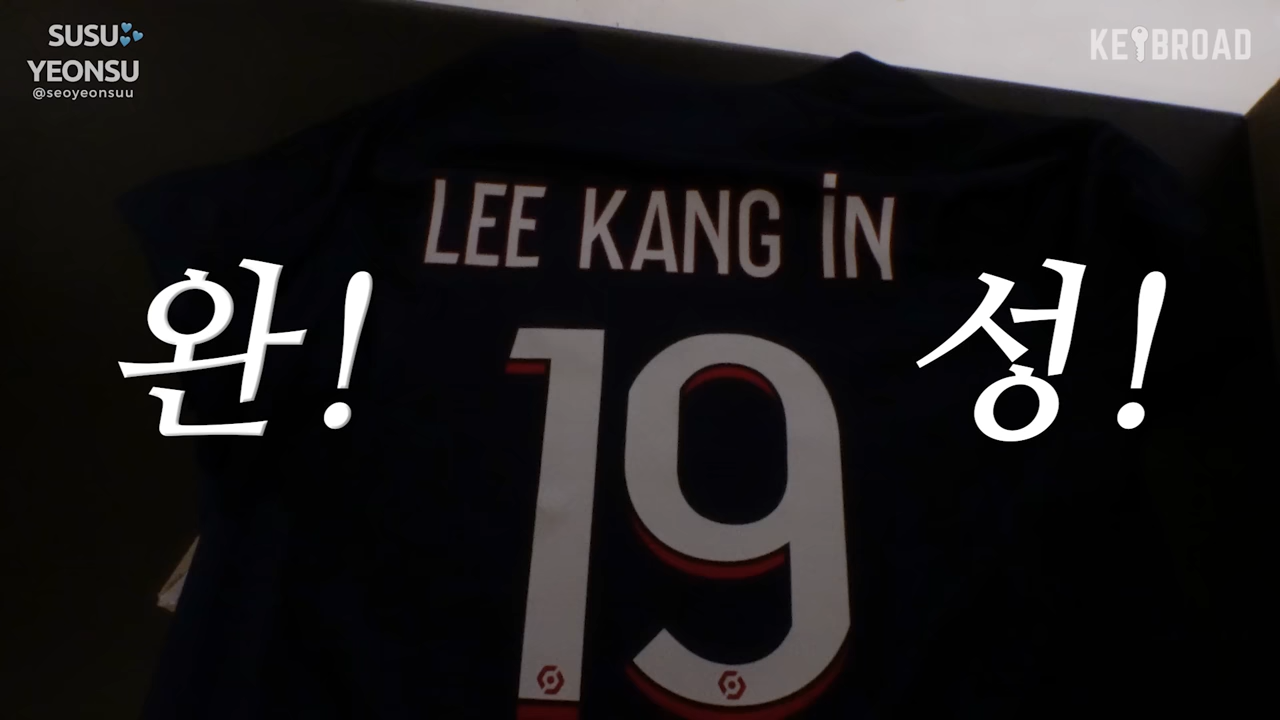 SUSU
YEONSU
@seoyeonsuu
KEYBROAD
LEE KANG iN
완! 성!
19